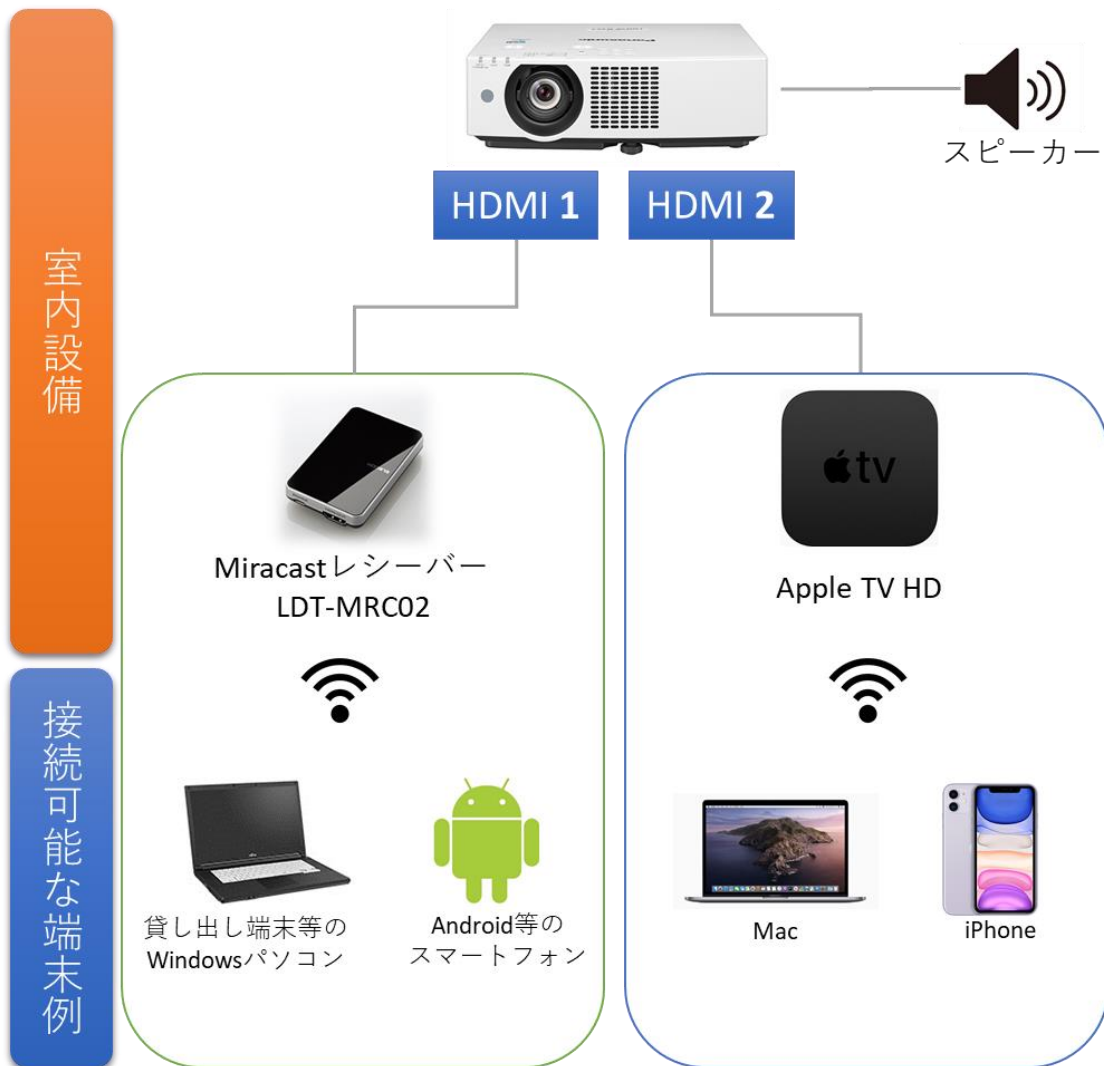 室内設備
Panasonic
スピーカー
HDMI 1
HDMI 2
Miracastレシーバー
LDT-MRC02
tv
Apple TV HD
接続可能な端末例
貸し出し端末等の
Windowsパソコン
Android等の
スマートフォン
Mac
iPhone